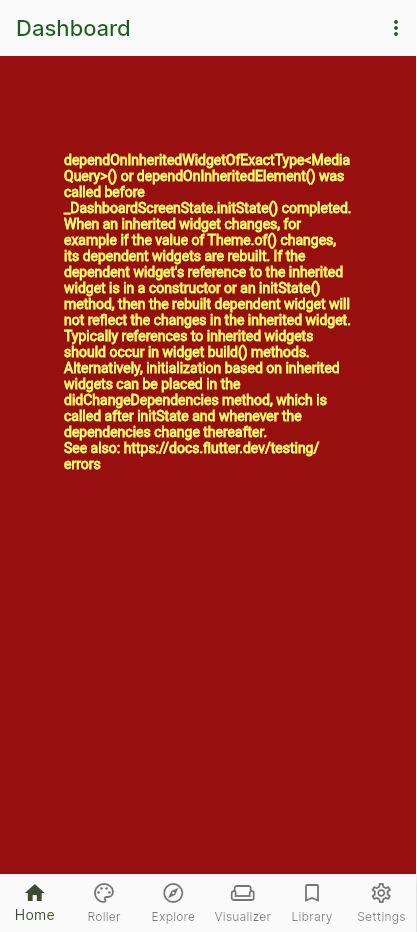 Dashboard
dependOnInheritedWidgetOfExactType<Media
Query>() or dependOnInheritedElement() was
called before
_DashboardScreenState.initState() completed.
When an inherited widget changes, for
example if the value of Theme.of() changes,
its dependent widgets are rebuilt. If the
dependent widget's reference to the inherited
widget is in a constructor or an initState()
method, then the rebuilt dependent widget will
not reflect the changes in the inherited widget.
Typically references to inherited widgets
should occur in widget build() methods.
Alternatively, initialization based on inherited
widgets can be placed in the
didChangeDependencies method, which is
called after initState and whenever the
dependencies change thereafter.
See also: https://docs.flutter.dev/testing/
errors
Home Roller Explore Visualizer Library Settings